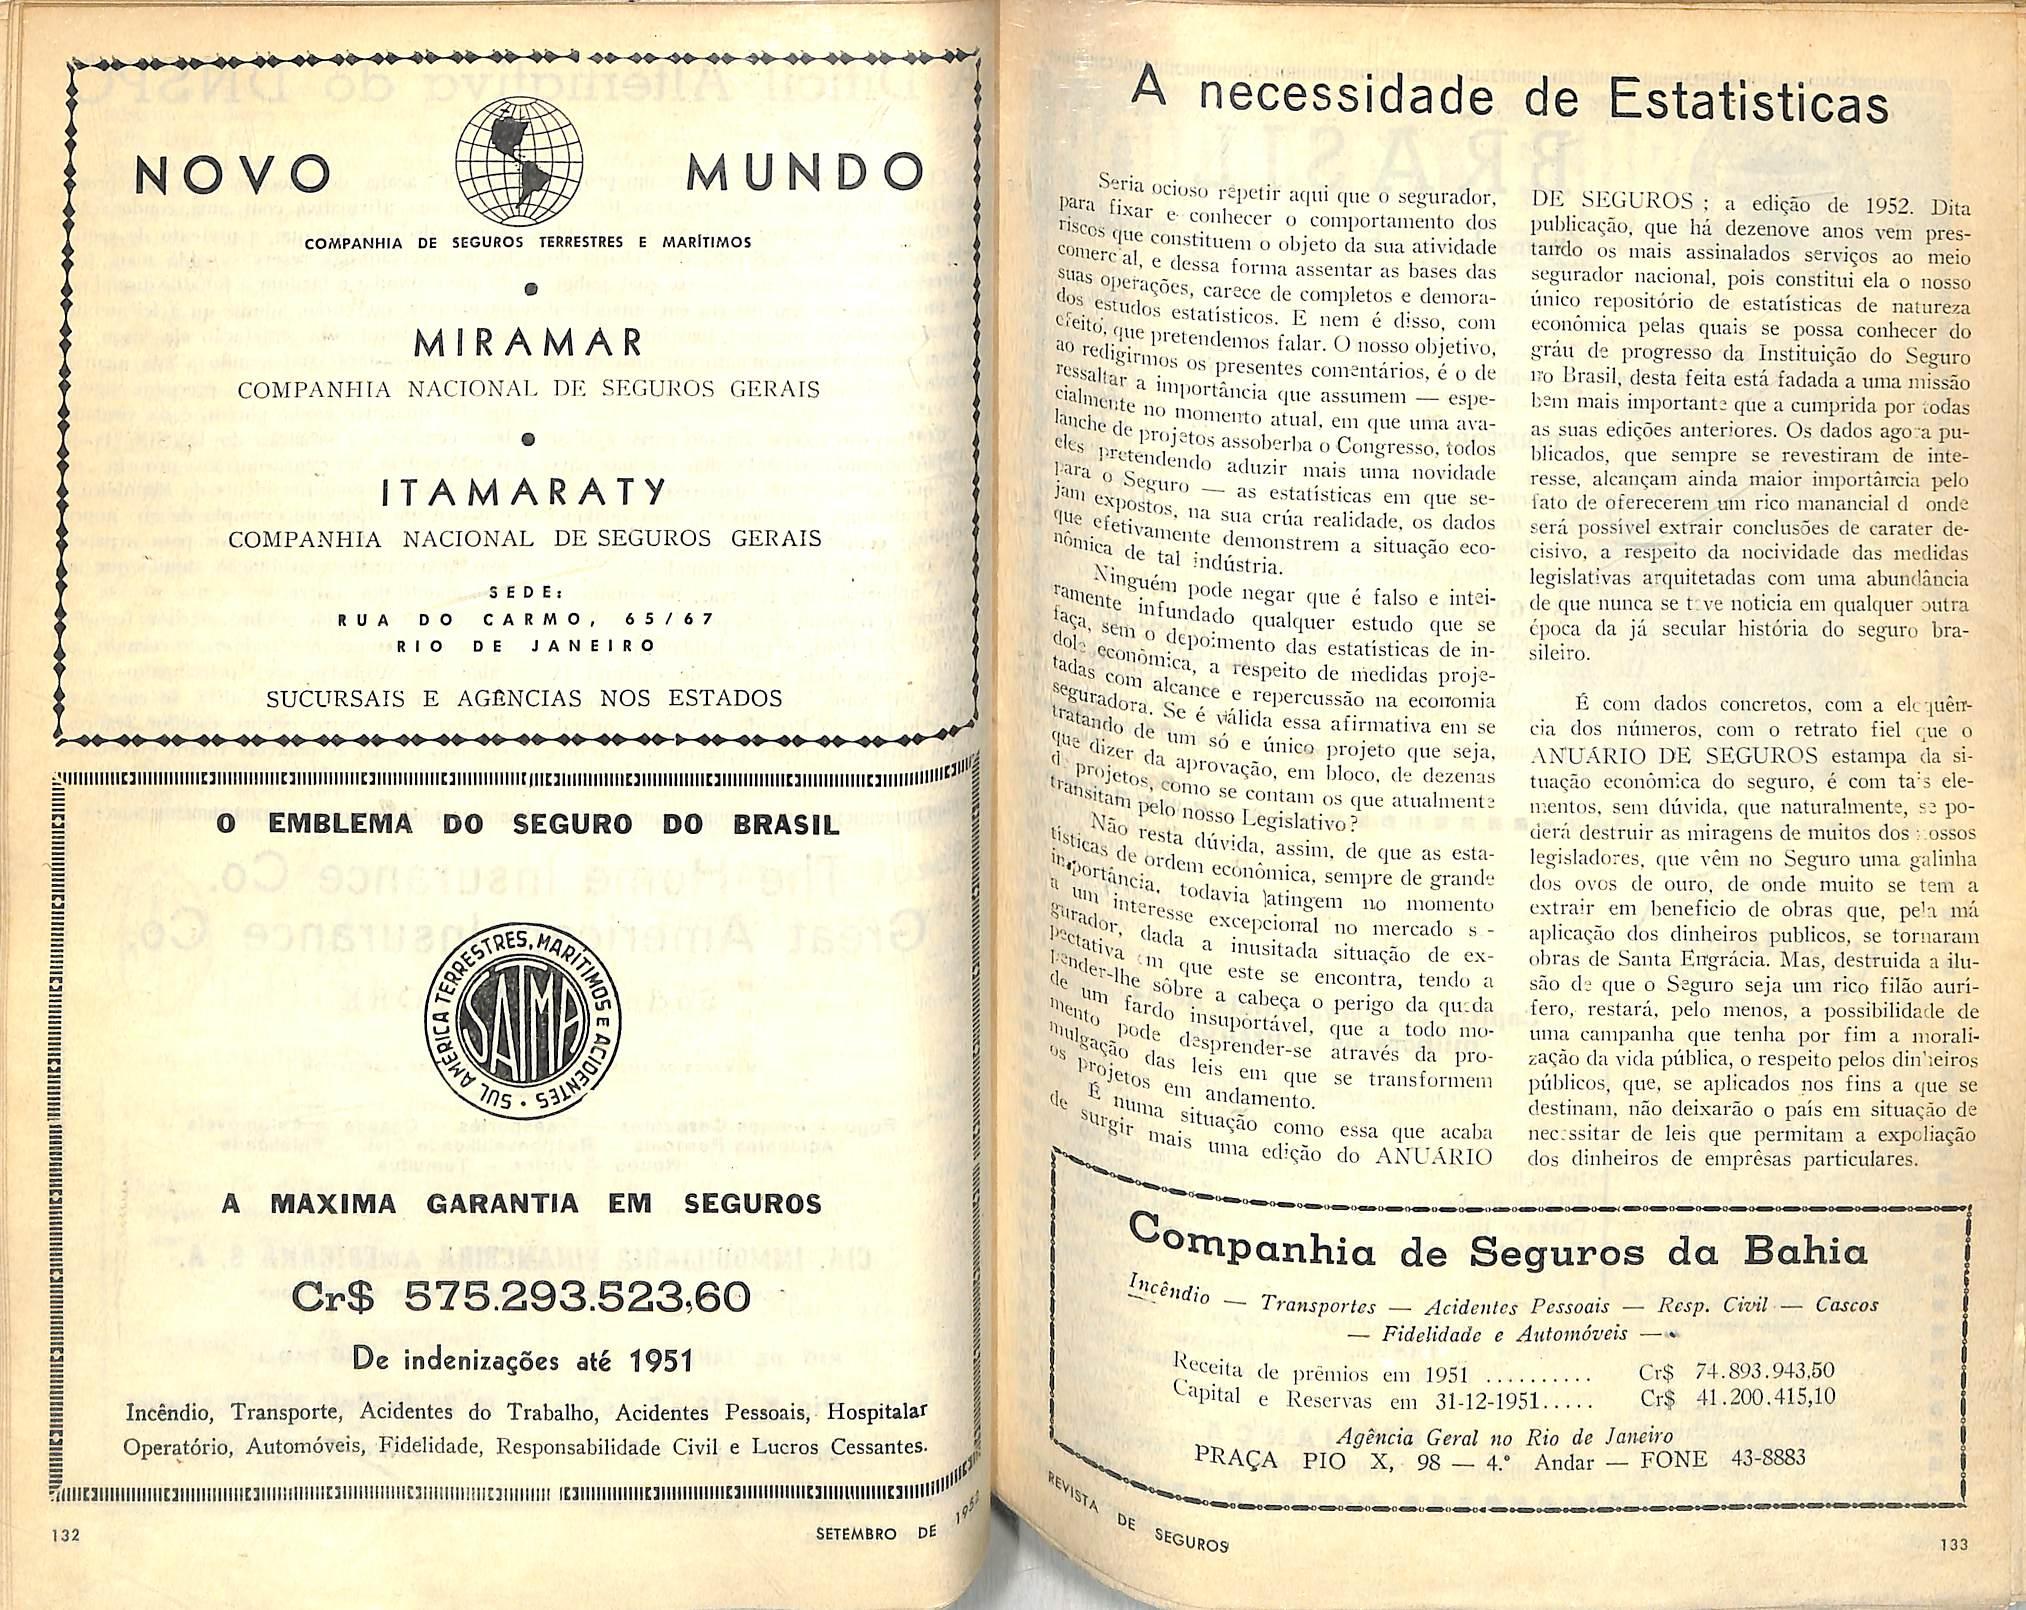 NOVO MUNDO
COMPANHIA DE SEGUROS TERRESTRES E MARÍTIMOS
MIRAMAR
COMPANHIA NACIONAL DE SEGUROS GERAIS
ITAMARATY
COMPANHIA NACIONAL DE SEGUROS GERAIS
SEDE:
RUA DO CARMO, 65/67
RIO DE JANEIRO
SUCURSAIS E AGÊNCIAS NOS ESTADOS
O EMBLEMA DO SEGURO DO BRASIL
SUL AMÉRICA TERRESTRES, MARÍTIMOS E ACIDENTES
SATMA
A MAXIMA GARANTIA EM SEGUROS
Cr$ 575.293.523,60
De indenizações até 1951
Incêndio, Transporte, Acidentes do Trabalho, Acidentes Pessoais, Hospitalar
Operatório, Automóveis, Fidelidade, Responsabilidade Civil e Lucros Cessantes.
132
SETEMBRO DE 1952
A necessidade de Estatisticas
Seria ocioso repetir aqui que o segurador,
para fixar e conhecer o comportamento dos
riscos que constituem o objeto da sua atividade
comerc al, e dessa forma assentar as bases das
suas operações, carece de completos e demora-
dos estudos estatísticos. E nem é disso, com
efeito, que pretendemos falar. O nosso objetivo,
ao redigirmos os presentes comentários, é o de
ressaltar a importância que assumem — espe-
cialmente no momento atual, em que uma ava-
lanche de projetos assoberba o Congresso, todos
eles pretendendo aduzir mais uma novidade
para o Seguro — as estatísticas em que se-
jam expostos, na sua crúa realidade, os dados
que efetivamente demonstrem a situação eco-
nômica de tal indústria.
Ninguém pode negar que é falso e intei-
ramente infundado qualquer estudo que se
faça, sem o depoimento das estatísticas de in-
dole econômica, a respeito de medidas proje-
tadas com alcance e repercussão na economia
seguradora. Se é válida essa afirmativa em se
tratando de um só e único projeto que seja,
que dizer da aprovação, em bloco, de dezenas
d projetos, como se contam os que atualmente
transitam pelo nosso Legislativo?
Não resta dúvida, assim, de que as esta-
tísticas de ordem econômica, sempre de grande
importância, todavia atingem no momento
a um interesse excepcional no mercado s -
gurador, dada a inusitada situação de ex-
pectativa em que este se encontra, tendo a
pender-lhe sôbre a cabeça o perigo da queda
de um fardo insuportável, que a todo mo-
mento pode desprender-se através da pro-
mulgação das leis em que se transformem
os projetos em andamento.
É numa situação como essa que acaba
de surgir mais uma edição do ANUÁRIO
DE SEGUROS ; a edição de 1952. Dita
publicação, que há dezenove anos vem pres-
tando os mais assinalados serviços ao meio
segurador nacional, pois constitui ela o nosso
único repositório de estatísticas de natureza
econômica pelas quais se possa conhecer do
gráu de progresso da Instituição do Seguro
no Brasil, desta feita está fadada a uma missão
bem mais importante que a cumprida por todas
as suas edições anteriores. Os dados agora pu-
blicados, que sempre se revestiram de inte-
resse, alcançam ainda maior importância pelo
fato de oferecerem um rico manancial d onde
será possível extrair conclusões de carater de-
cisivo, a respeito da nocividade das medidas
legislativas arquitetadas com uma abundância
de que nunca se teve noticia em qualquer outra
época da já secular história do seguro bra-
sileiro.
É com dados concretos, com a eloquên-
cia dos números, com o retrato fiel que o
ANUÁRIO DE SEGUROS estampa da si-
tuação econômica do seguro, é com tais ele-
mentos, sem dúvida, que naturalmente, se po-
derá destruir as miragens de muitos dos nossos
legisladores, que vêm no Seguro uma galinha
dos ovos de ouro, de onde muito se tem a
extrair em beneficio de obras que, pela má
aplicação dos dinheiros publicos, se tornaram
obras de Santa Engrácia. Mas, destruida a ilu-
são de que o Seguro seja um rico filão aurí-
fero, restará, pelo menos, a possibilidade de
uma campanha que tenha por fim a morali-
zação da vida pública, o respeito pelos dinheiros
públicos, que, se aplicados nos fins a que se
destinam, não deixarão o país em situação de
necessitar de leis que permitam a expoliação
dos dinheiros de emprêsas particulares.
Companhia de Seguros da Bahia
Incêndio — Transportes — Acidentes Pessoais — Resp. Civil — Cascos
— Fidelidade e Automóveis —
Receita de prêmios em 1951 .......... Cr$ 74.893.943,50
Capital e Reservas em 31-12-1951..... Cr$ 41.200.415,10
Agência Geral no Rio de Janeiro
PRAÇA PIO X, 98 — 4.º Andar — FONE 43-8883
REVISTA DE SEGUROS
133